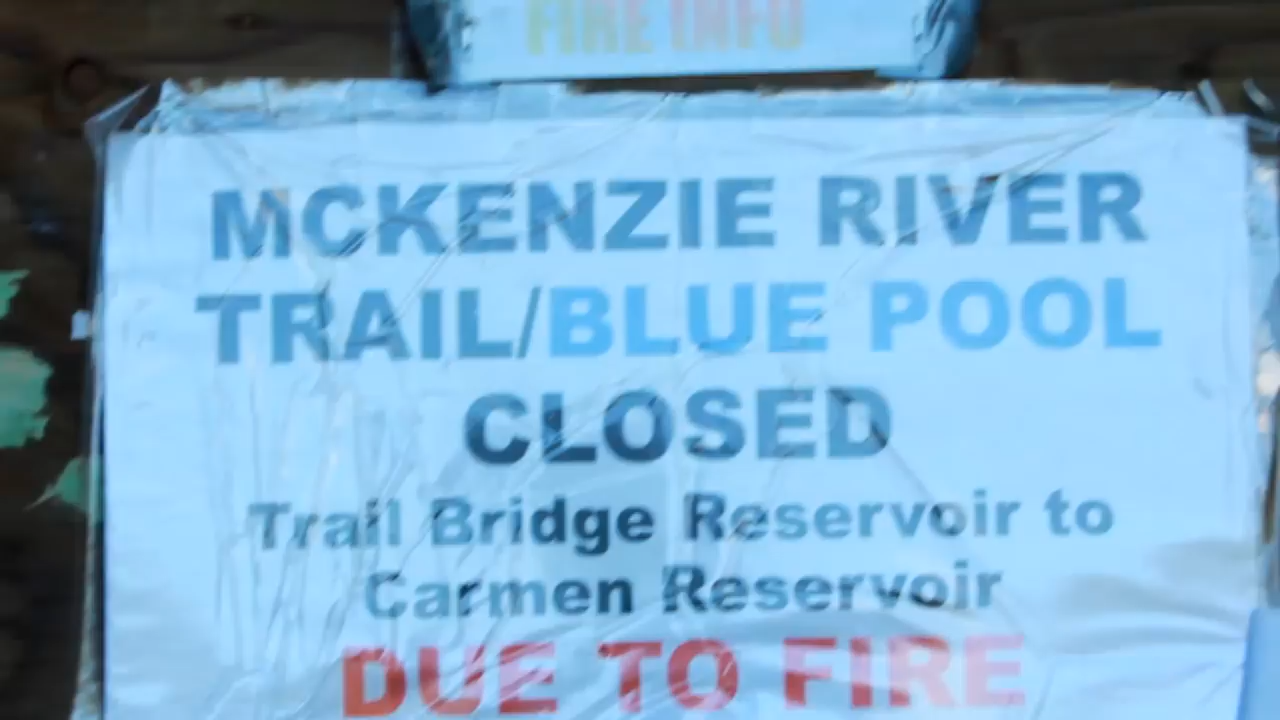 FIRE INFO
MCKENZIE RIVER
TRAIL/BLUE POOL
CLOSED
Trail Bridge Reservoir to
Carmen Reservoir
DUE TO FIRE